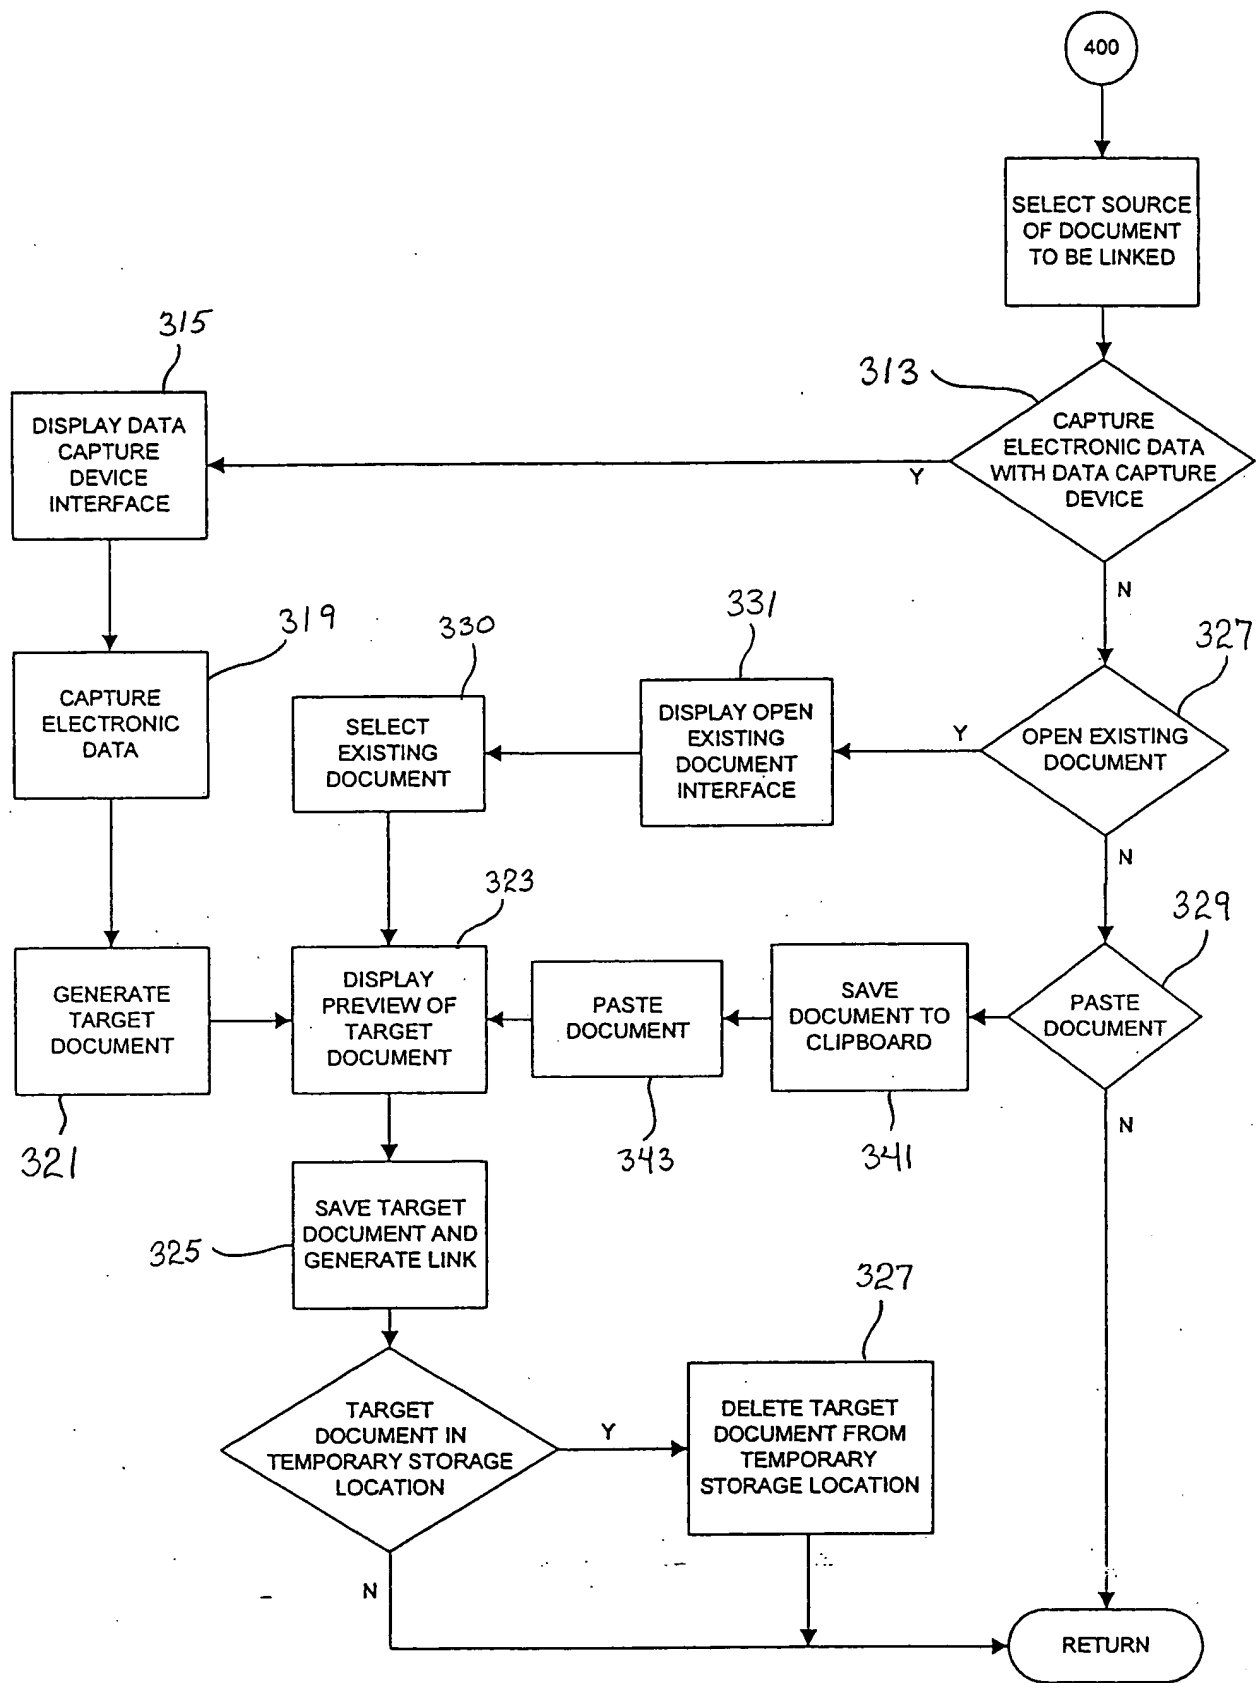 400
SELECT SOURCE
OF DOCUMENT
TO BE LINKED
315
313
DISPLAY DATA
CAPTURE
DEVICE
INTERFACE
CAPTURE
ELECTRONIC DATA
WITH DATA CAPTURE
DEVICE
Y
N
319
330
331
327
CAPTURE
ELECTRONIC
DATA
SELECT
EXISTING
DOCUMENT
DISPLAY OPEN
EXISTING
DOCUMENT
INTERFACE
Y
OPEN EXISTING
DOCUMENT
N
323
329
GENERATE
TARGET
DOCUMENT
DISPLAY
PREVIEW OF
TARGET
DOCUMENT
PASTE
DOCUMENT
SAVE
DOCUMENT TO
CLIPBOARD
PASTE
DOCUMENT
N
321
343
341
SAVE TARGET
DOCUMENT AND
GENERATE LINK
325
327
TARGET
DOCUMENT IN
TEMPORARY STORAGE
LOCATION
Y
DELETE TARGET
DOCUMENT FROM
TEMPORARY
STORAGE LOCATION
N
RETURN